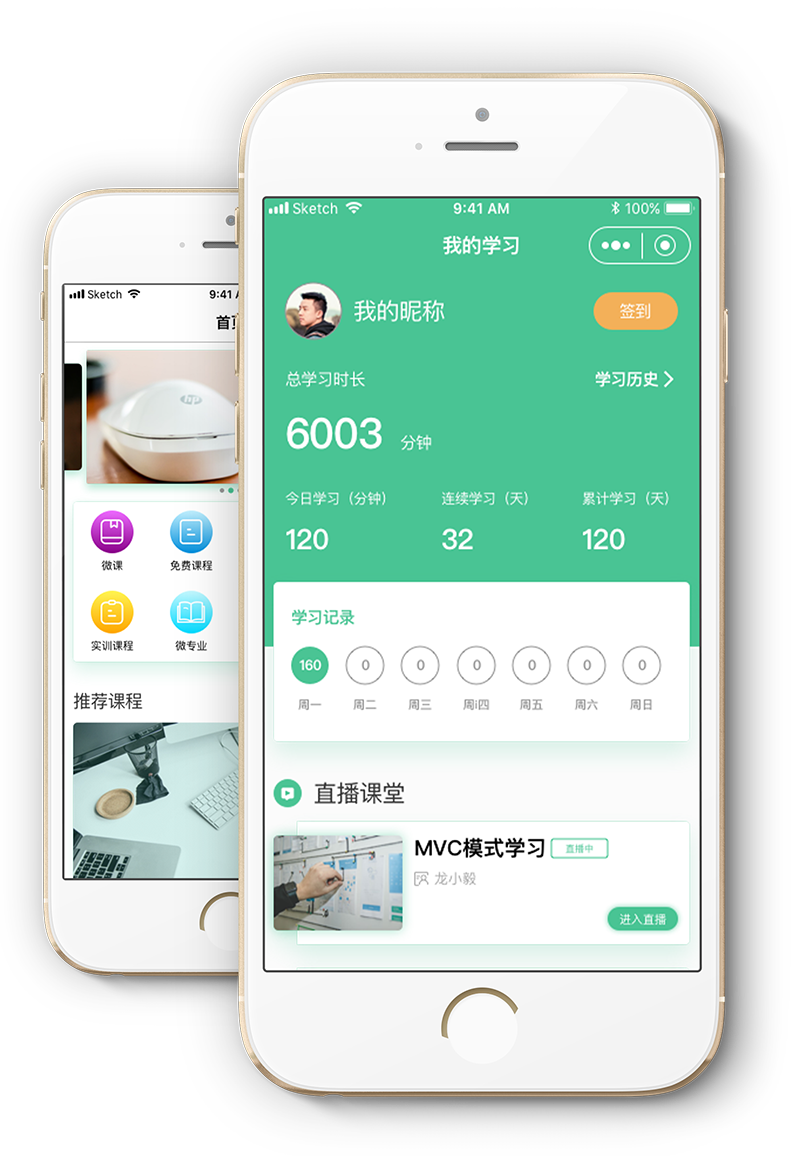 Sketch
9:41 AM
100%
我的学习
我的昵称
签到
总学习时长
学习历史
6003 分钟
今日学习（分钟）
连续学习（天）
累计学习（天）
120
32
120
学习记录
160
0
0
0
0
0
0
周一
周二
周三
周i四
周五
周六
周日
直播课堂
MVC模式学习
直播中
龙小毅
进入直播
Sketch
9:41
首
hp
微课
免费课程
实训课程
微专业
推荐课程